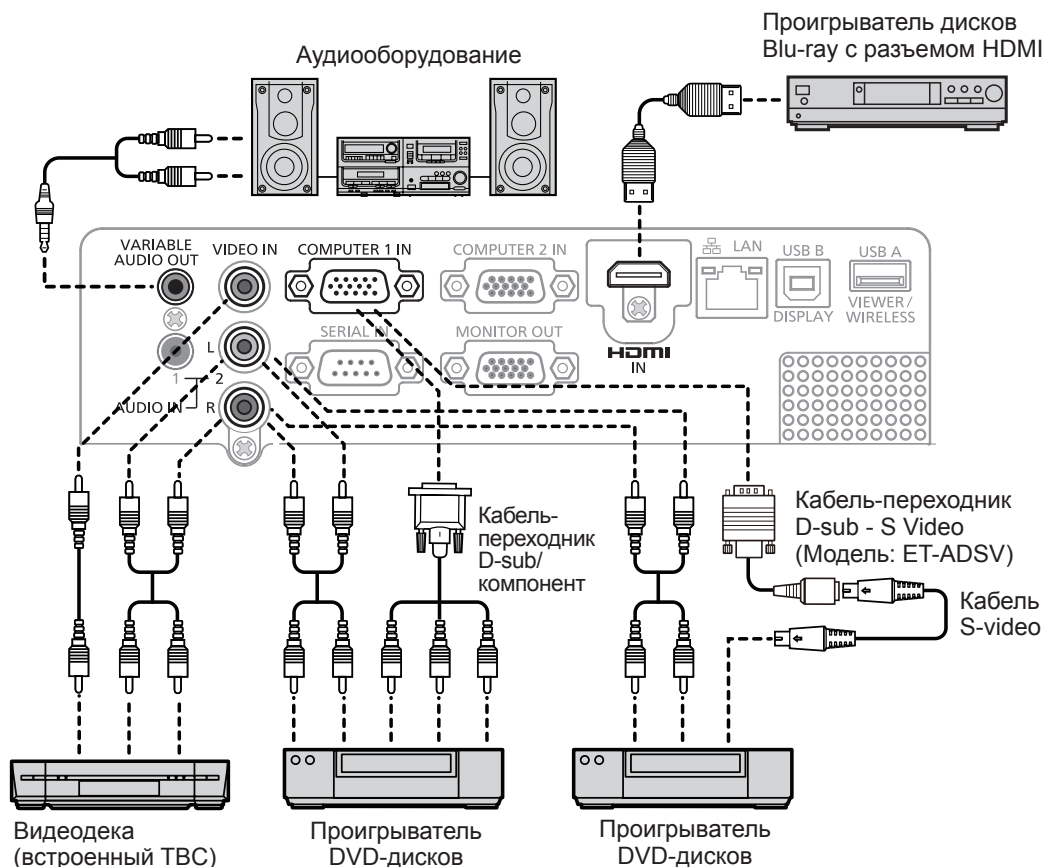 Проигрыватель дисков
Blu-ray с разъемом HDMI
Аудиооборудование
VARIABLE
AUDIO OUT
VIDEO IN
COMPUTER 1 IN
COMPUTER 2 IN
LAN
USB B
USB A
VIEWER /
WIRELESS
DISPLAY
SERIAL IN
MONITOR OUT
HDMI
IN
L
1
2
AUDIO IN
R
Кабель-
переходник
D-sub/
компонент
Кабель-переходник
D-sub - S Video
(Модель: ET-ADSV)
Кабель
S-video
Видеодека
(встроенный TBC)
Проигрыватель
DVD-дисков
Проигрыватель
DVD-дисков